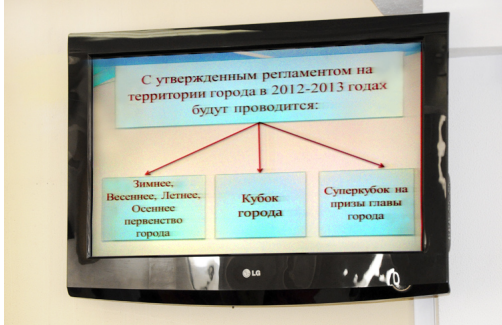 С утвержденным регламентом на
территории города в 2012-2013 годах
будут проводится:
Зимнее,
Весеннее, Летнее,
Осеннее
первенство
города
Кубок
города
Суперкубок на
призы главы
города
LG